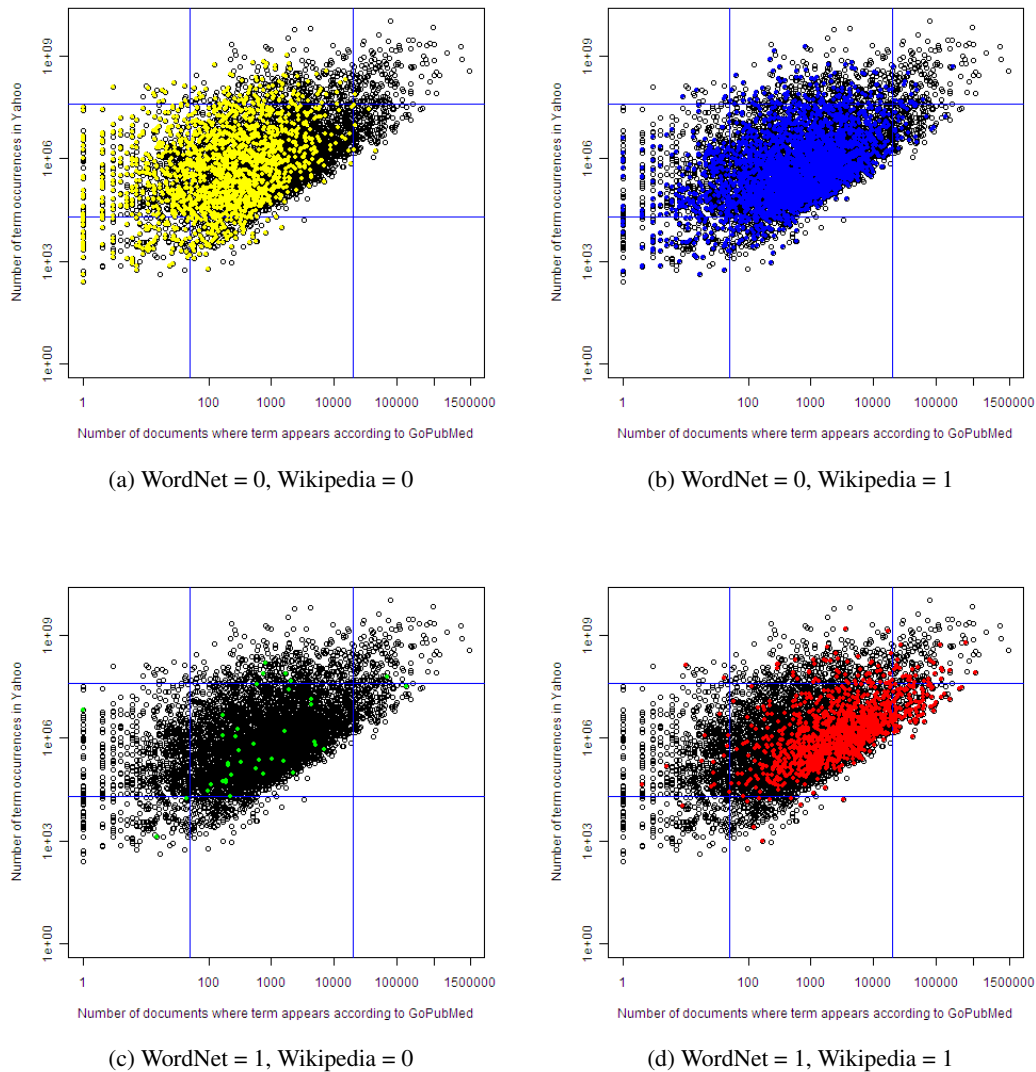 Number of term occurrences in Yahoo
1e+09
1e+06
1e+03
1e+00
1 100 1000 10000 100000 1500000
Number of documents where term appears according to GoPubMed
(a) WordNet = 0, Wikipedia = 0
Number of term occurrences in Yahoo
1e+09
1e+06
1e+03
1e+00
1 100 1000 10000 100000 1500000
Number of documents where term appears according to GoPubMed
(b) WordNet = 0, Wikipedia = 1
Number of term occurrences in Yahoo
1e+09
1e+06
1e+03
1e+00
1 100 1000 10000 100000 1500000
Number of documents where term appears according to GoPubMed
(c) WordNet = 1, Wikipedia = 0
Number of term occurrences in Yahoo
1e+09
1e+06
1e+03
1e+00
1 100 1000 10000 100000 1500000
Number of documents where term appears according to GoPubMed
(d) WordNet = 1, Wikipedia = 1